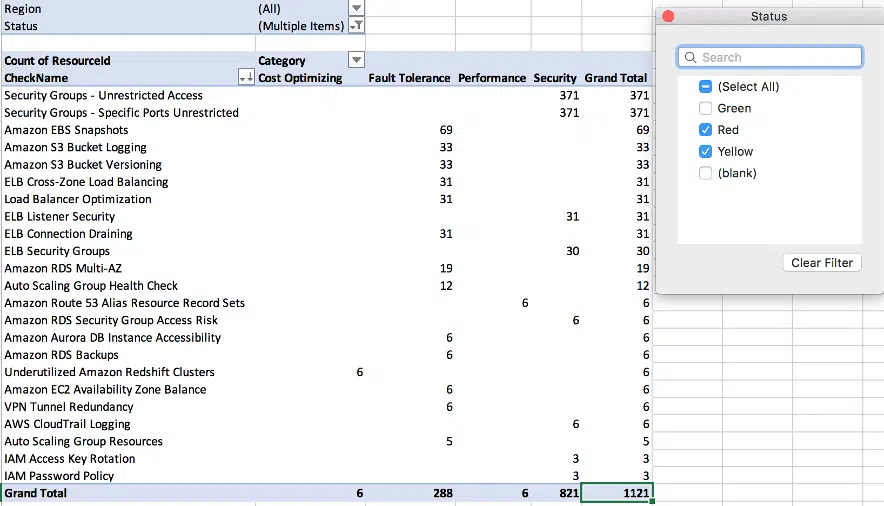 Region (All)
Status (Multiple Items)
Count of ResourceId Category
CheckName Cost Optimizing Fault Tolerance Performance Security Grand Total
Security Groups - Unrestricted Access 371 371
Security Groups - Specific Ports Unrestricted 371 371
Amazon EBS Snapshots 69 69
Amazon S3 Bucket Logging 33 33
Amazon S3 Bucket Versioning 33 33
ELB Cross-Zone Load Balancing 31 31
Load Balancer Optimization 31 31
ELB Listener Security 31 31
ELB Connection Draining 31 31
ELB Security Groups 30 30
Amazon RDS Multi-AZ 19 19
Auto Scaling Group Health Check 12 12
Amazon Route 53 Alias Resource Record Sets 6 6
Amazon RDS Security Group Access Risk 6 6
Amazon Aurora DB Instance Accessibility 6 6
Amazon RDS Backups 6 6
Underutilized Amazon Redshift Clusters 6 6
Amazon EC2 Availability Zone Balance 6 6
VPN Tunnel Redundancy 6 6
AWS CloudTrail Logging 6 6
Auto Scaling Group Resources 5 5
IAM Access Key Rotation 3 3
IAM Password Policy 3 3
Grand Total 6 288 6 821 1121
Status
Search
(Select All)
Green
Red
Yellow
(blank)
Clear Filter